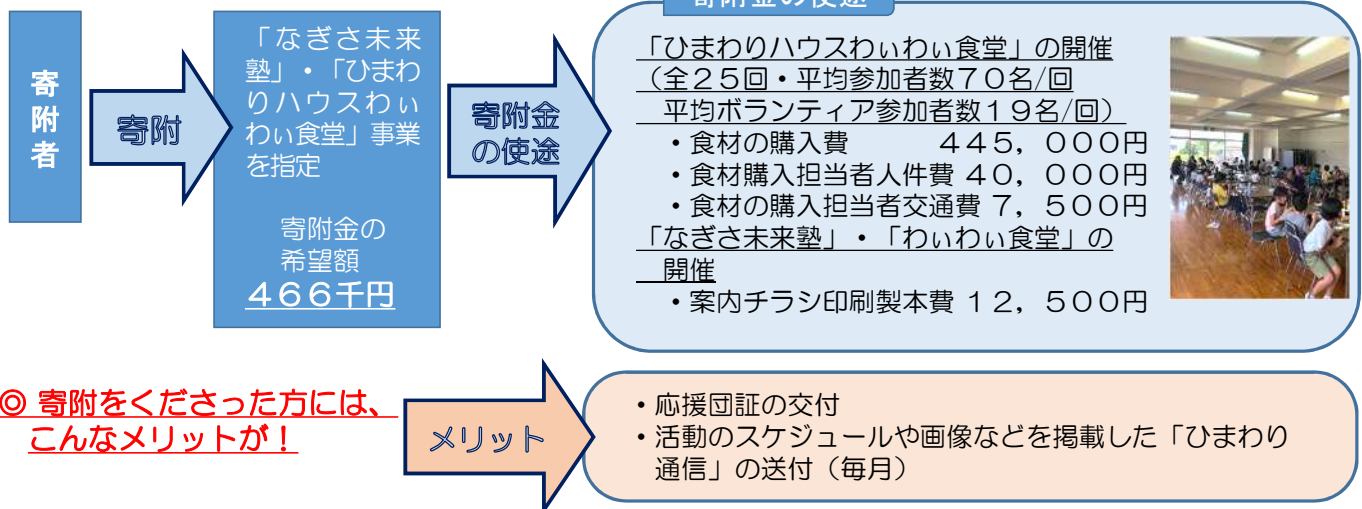 寄附金の使途
寄附者
寄附
「なぎさ未来
塾」・「ひまわ
りハウスわぃ
わぃ食堂」事業
を指定
寄附金の
希望額
466千円
寄附金
の使途
「ひまわりハウスわぃわぃ食堂」の開催
(全25回・平均参加者数70名/回
平均ボランティア参加者数19名/回)
・食材の購入費 445,000円
・食材購入担当者人件費 40,000円
・食材の購入担当者交通費 7,500円
「なぎさ未来塾」・「わぃわぃ食堂」の
開催
・案内チラシ印刷製本費 12,500円
◎ 寄附をくださった方には、
こんなメリットが!
メリット
・応援団証の交付
・活動のスケジュールや画像などを掲載した「ひまわり
通信」の送付(毎月)